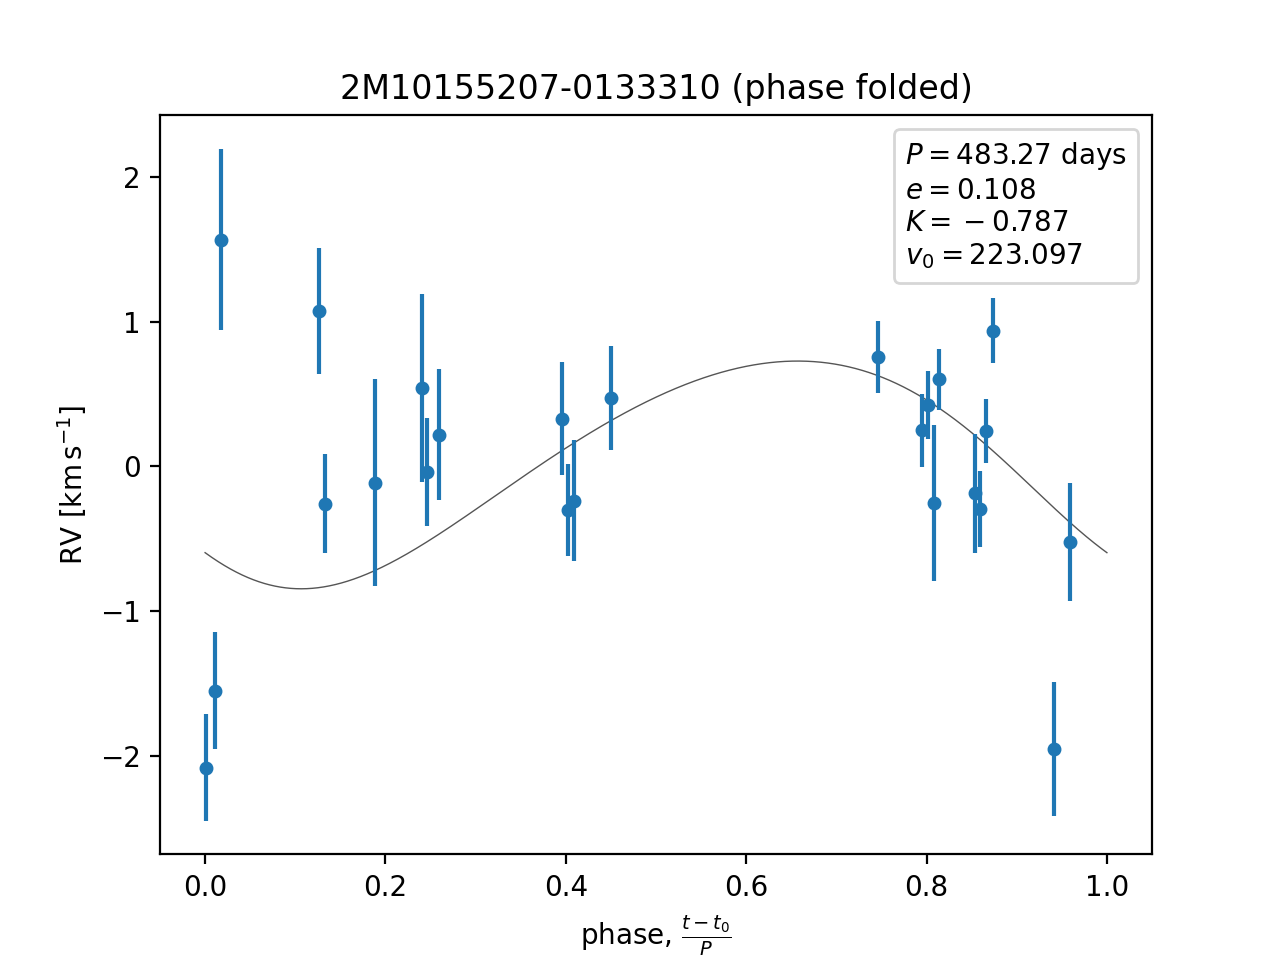 2M10155207-0133310 (phase folded)
P = 483.27 days
e = 0.108
K = −0.787
v₀ = 223.097
RV [km s⁻¹]
2
1
0
−1
−2
0.0 0.2 0.4 0.6 0.8 1.0
phase, (t − t₀)/P